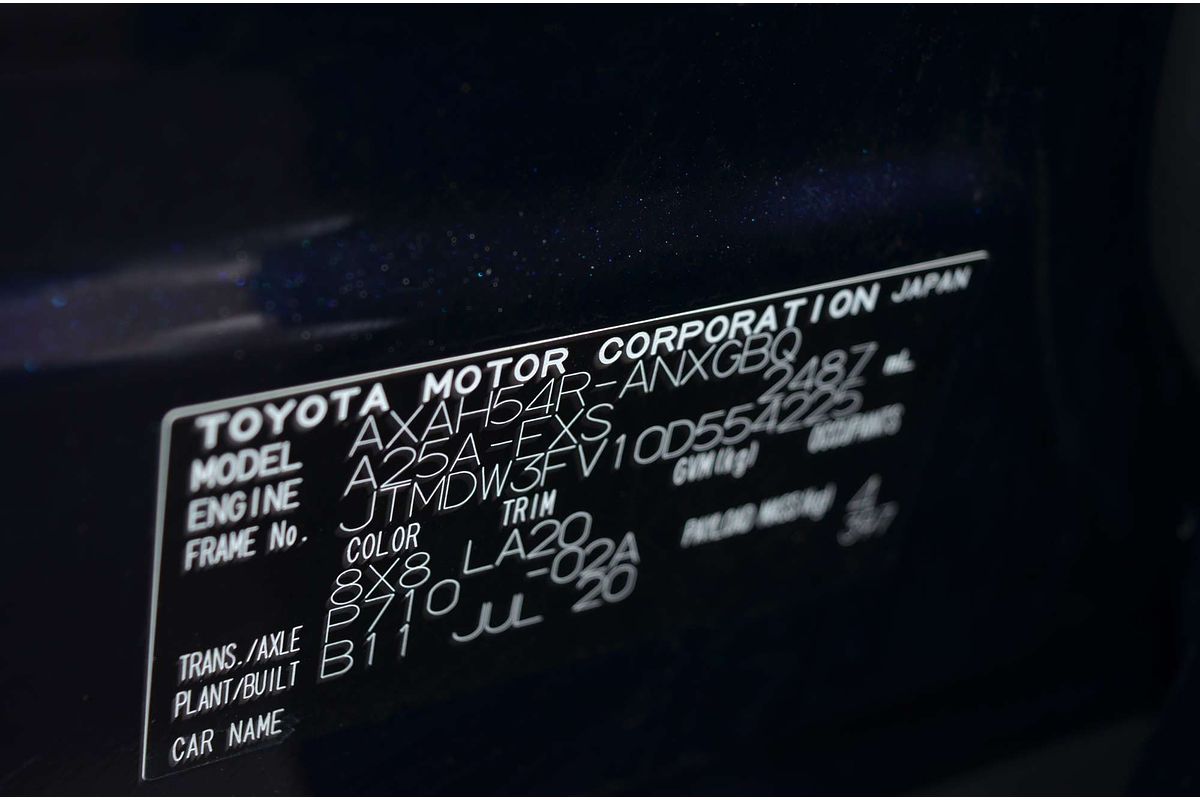 TOYOTA MOTOR CORPORATION JAPAN
MODEL AXAH54R-ANXGBQ
ENGINE A25A-FXS 2487 mL
FRAME No. JTMDW3FV10D554225
COLOR TRIM GVM(kg) OCCUPANTS
8X8 LA20 PAYLOAD MASS(kg) 4
TRANS./AXLE P710 -02A 397
PLANT/BUILT B11 JUL 20
CAR NAME